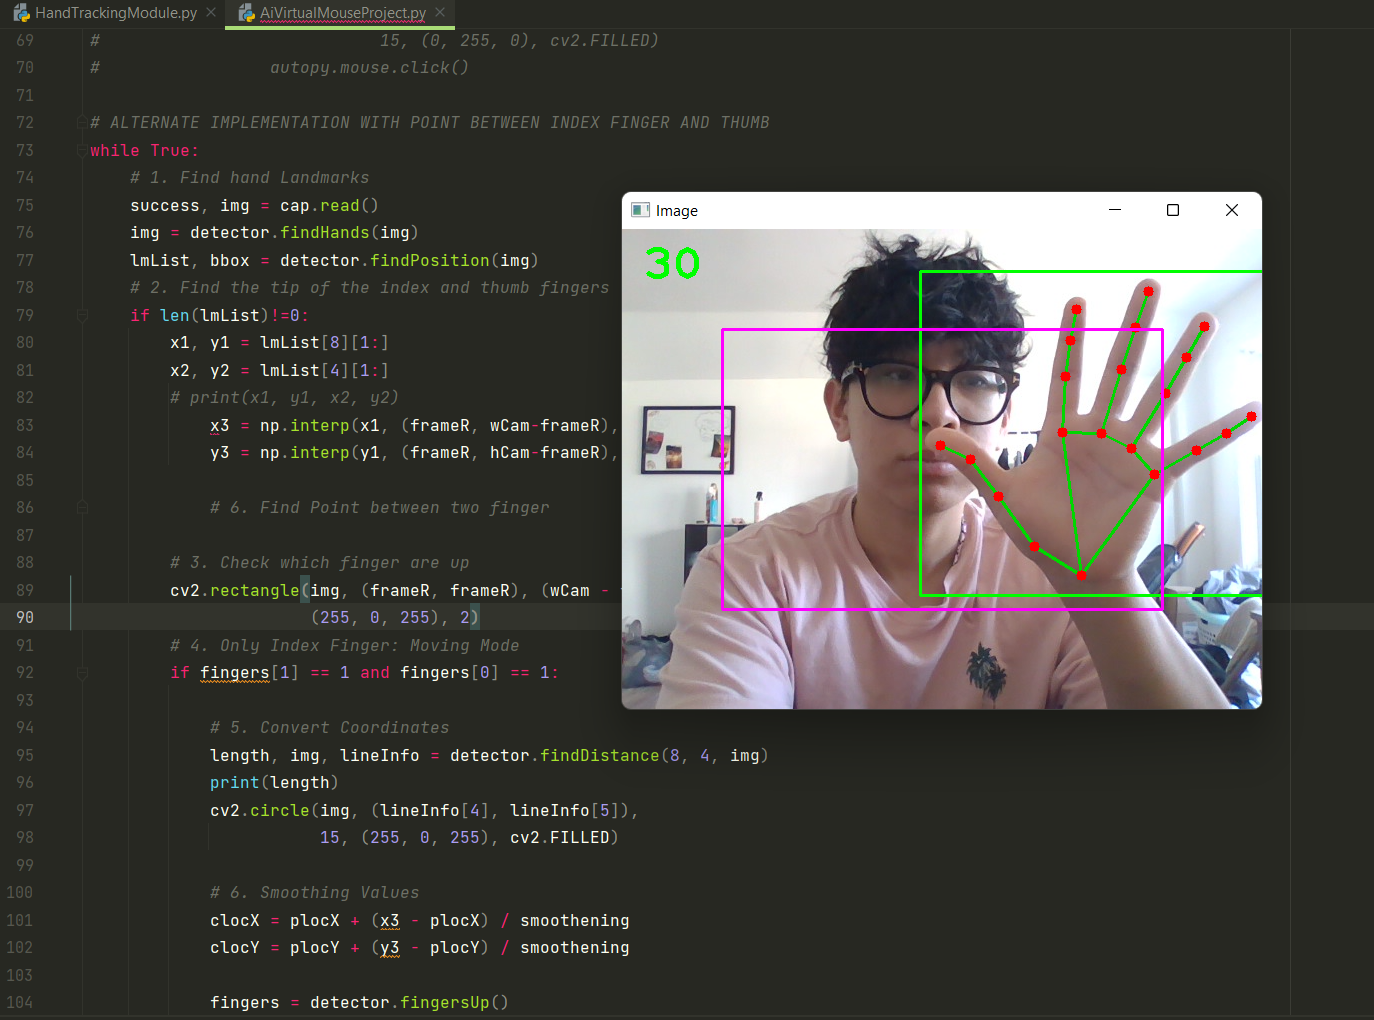 HandTrackingModule.py × AiVirtualMouseProject.py ×
69 # 15, (0, 255, 0), cv2.FILLED)
70 # autopy.mouse.click()
71
72 # ALTERNATE IMPLEMENTATION WITH POINT BETWEEN INDEX FINGER AND THUMB
73 while True:
74 # 1. Find hand Landmarks
75 success, img = cap.read()
76 img = detector.findHands(img)
77 lmList, bbox = detector.findPosition(img)
78 # 2. Find the tip of the index and thumb fingers
79 if len(lmList)!=0:
80 x1, y1 = lmList[8][1:]
81 x2, y2 = lmList[4][1:]
82 # print(x1, y1, x2, y2)
83 x3 = np.interp(x1, (frameR, wCam-frameR),
84 y3 = np.interp(y1, (frameR, hCam-frameR),
85
86 # 6. Find Point between two finger
87
88 # 3. Check which finger are up
89 cv2.rectangle(img, (frameR, frameR), (wCam -
90 (255, 0, 255), 2)
91 # 4. Only Index Finger: Moving Mode
92 if fingers[1] == 1 and fingers[0] == 1:
93
94 # 5. Convert Coordinates
95 length, img, lineInfo = detector.findDistance(8, 4, img)
96 print(length)
97 cv2.circle(img, (lineInfo[4], lineInfo[5]),
98 15, (255, 0, 255), cv2.FILLED)
99
100 # 6. Smoothing Values
101 clocX = plocX + (x3 - plocX) / smoothening
102 clocY = plocY + (y3 - plocY) / smoothening
103
104 fingers = detector.fingersUp()
Image
30